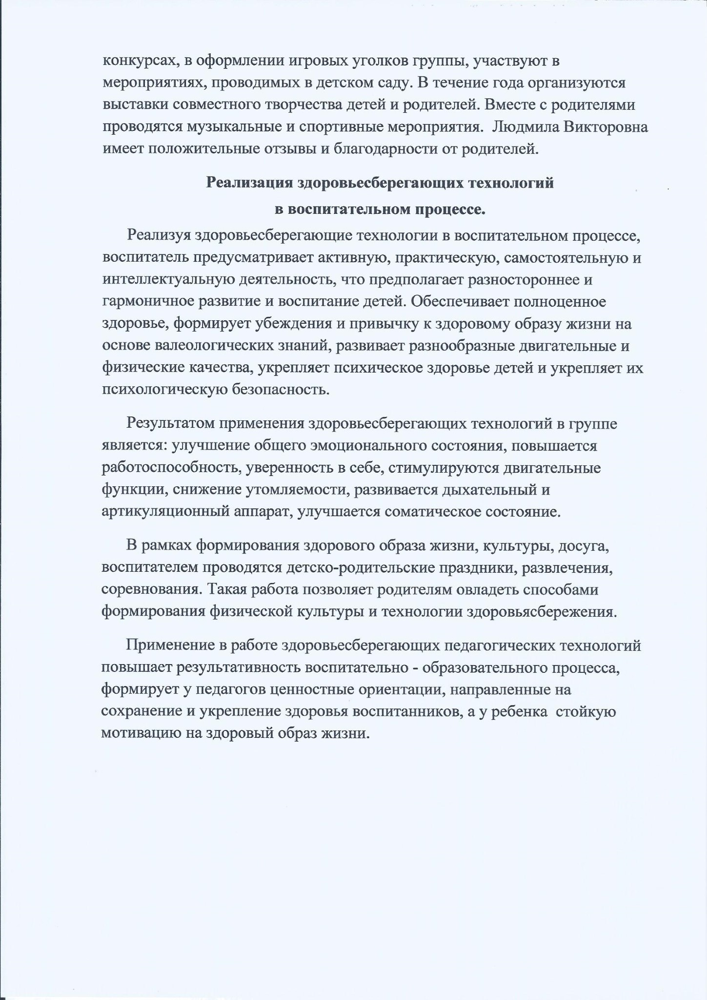 конкурсах, в оформлении игровых уголков группы, участвуют в
мероприятиях, проводимых в детском саду. В течение года организуются
выставки совместного творчества детей и родителей. Вместе с родителями
проводятся музыкальные и спортивные мероприятия.  Людмила Викторовна
имеет положительные отзывы и благодарности от родителей.
Реализация здоровьесберегающих технологий
в воспитательном процессе.
Реализуя здоровьесберегающие технологии в воспитательном процессе,
воспитатель предусматривает активную, практическую, самостоятельную и
интеллектуальную деятельность, что предполагает разностороннее и
гармоничное развитие и воспитание детей. Обеспечивает полноценное
здоровье, формирует убеждения и привычку к здоровому образу жизни на
основе валеологических знаний, развивает разнообразные двигательные и
физические качества, укрепляет психическое здоровье детей и укрепляет их
психологическую безопасность.
Результатом применения здоровьесберегающих технологий в группе
является: улучшение общего эмоционального состояния, повышается
работоспособность, уверенность в себе, стимулируются двигательные
функции, снижение утомляемости, развивается дыхательный и
артикуляционный аппарат, улучшается соматическое состояние.
В рамках формирования здорового образа жизни, культуры, досуга,
воспитателем проводятся детско-родительские праздники, развлечения,
соревнования. Такая работа позволяет родителям овладеть способами
формирования физической культуры и технологии здоровьясбережения.
Применение в работе здоровьесберегающих педагогических технологий
повышает результативность воспитательно - образовательного процесса,
формирует у педагогов ценностные ориентации, направленные на
сохранение и укрепление здоровья воспитанников, а у ребенка  стойкую
мотивацию на здоровый образ жизни.